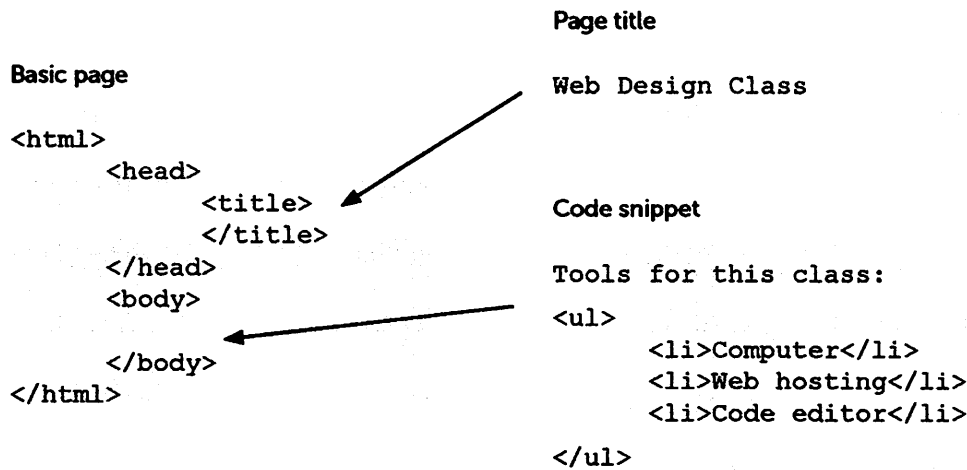 Basic page
<html>
<head>
<title>
</title>
</head>
<body>
</body>
</html>
Page title
Web Design Class
Code snippet
Tools for this class:
<ul>
<li>Computer</li>
<li>Web hosting</li>
<li>Code editor</li>
</ul>